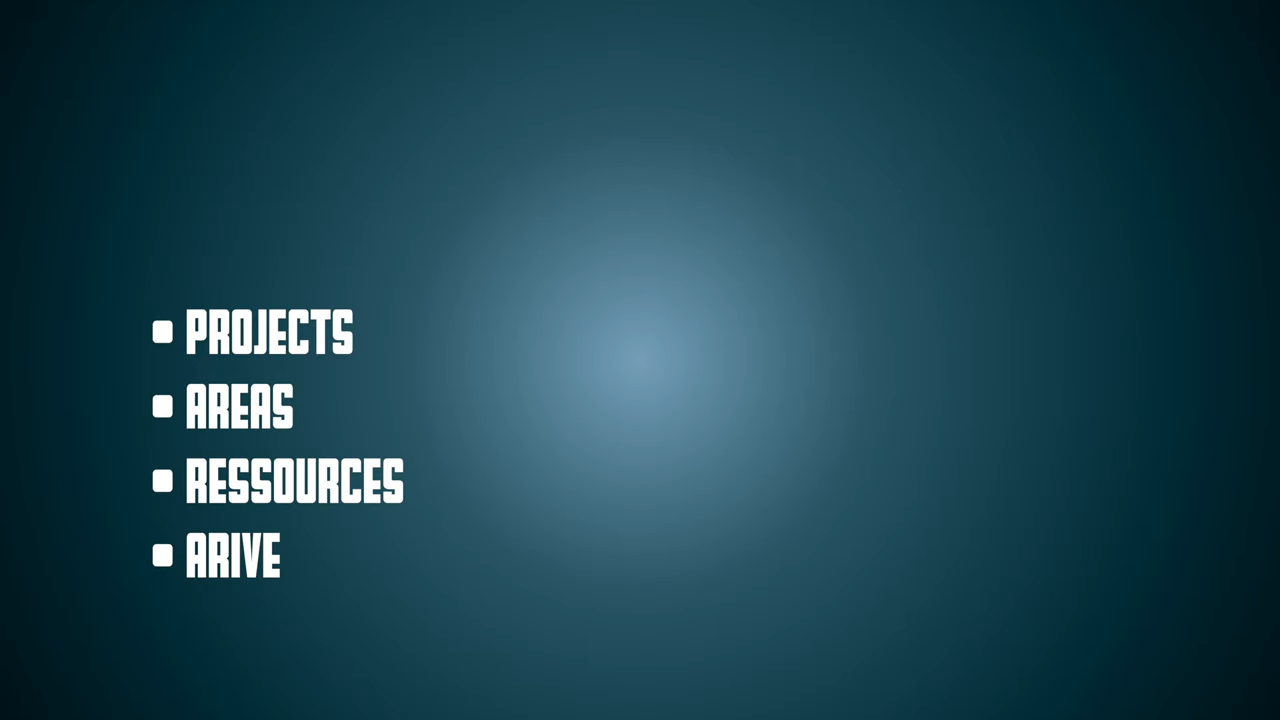 ▪ PROJECTS
▪ AREAS
▪ RESSOURCES
▪ ARIVE